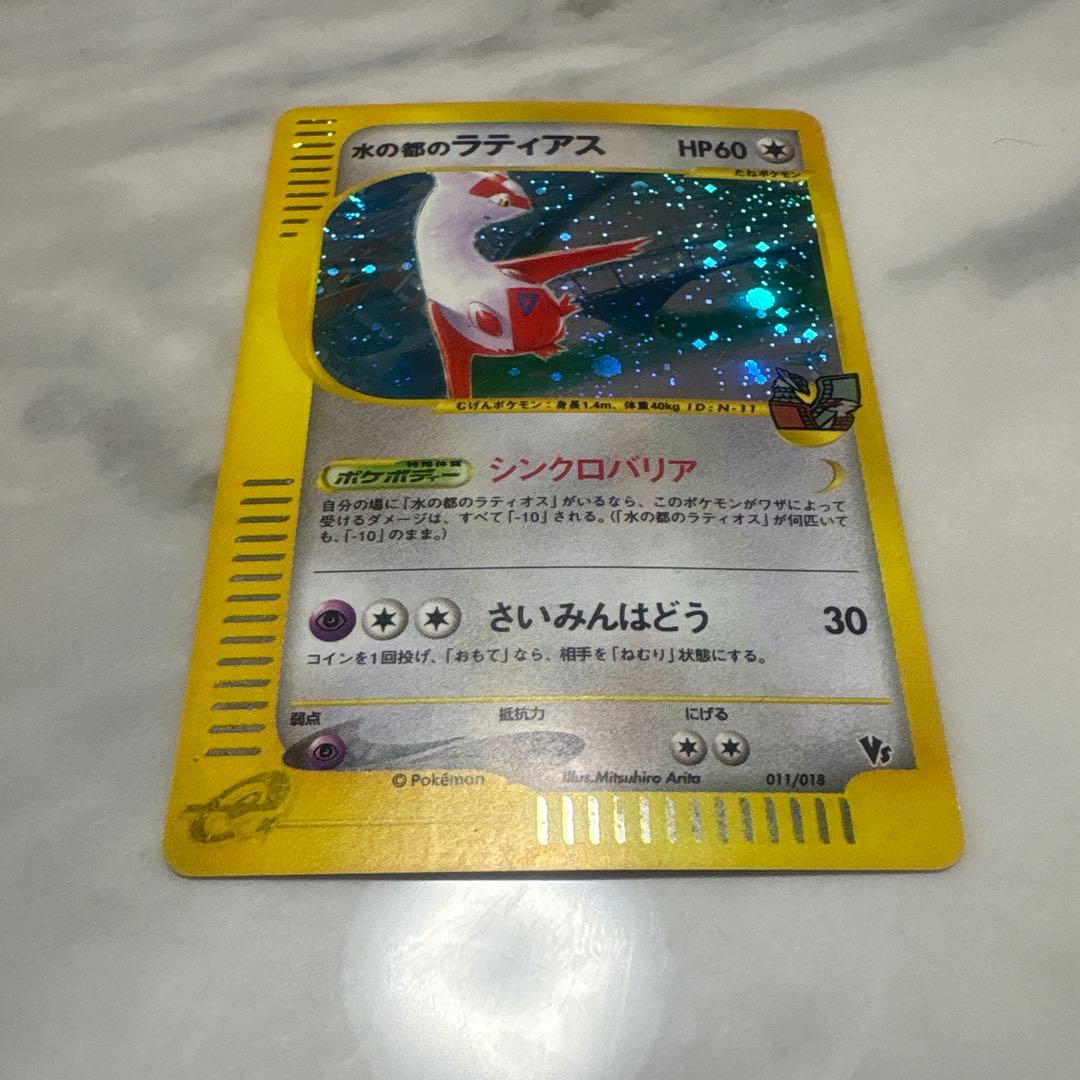 水の都のラティアス HP60
たねポケモン
むげんポケモン：身長1.4m、体重40kg ID:N-11
特殊体質
ポケボディー シンクロバリア
自分の場に「水の都のラティオス」がいるなら、このポケモンがワザによって
受けるダメージは、すべて「-10」される。(「水の都のラティオス」が何匹いて
も、「-10」のまま。)
さいみんはどう 30
コインを1回投げ、「おもて」なら、相手を「ねむり」状態にする。
弱点 抵抗力 にげる
Vs
© Pokémon Illus.Mitsuhiro Arita 011/018